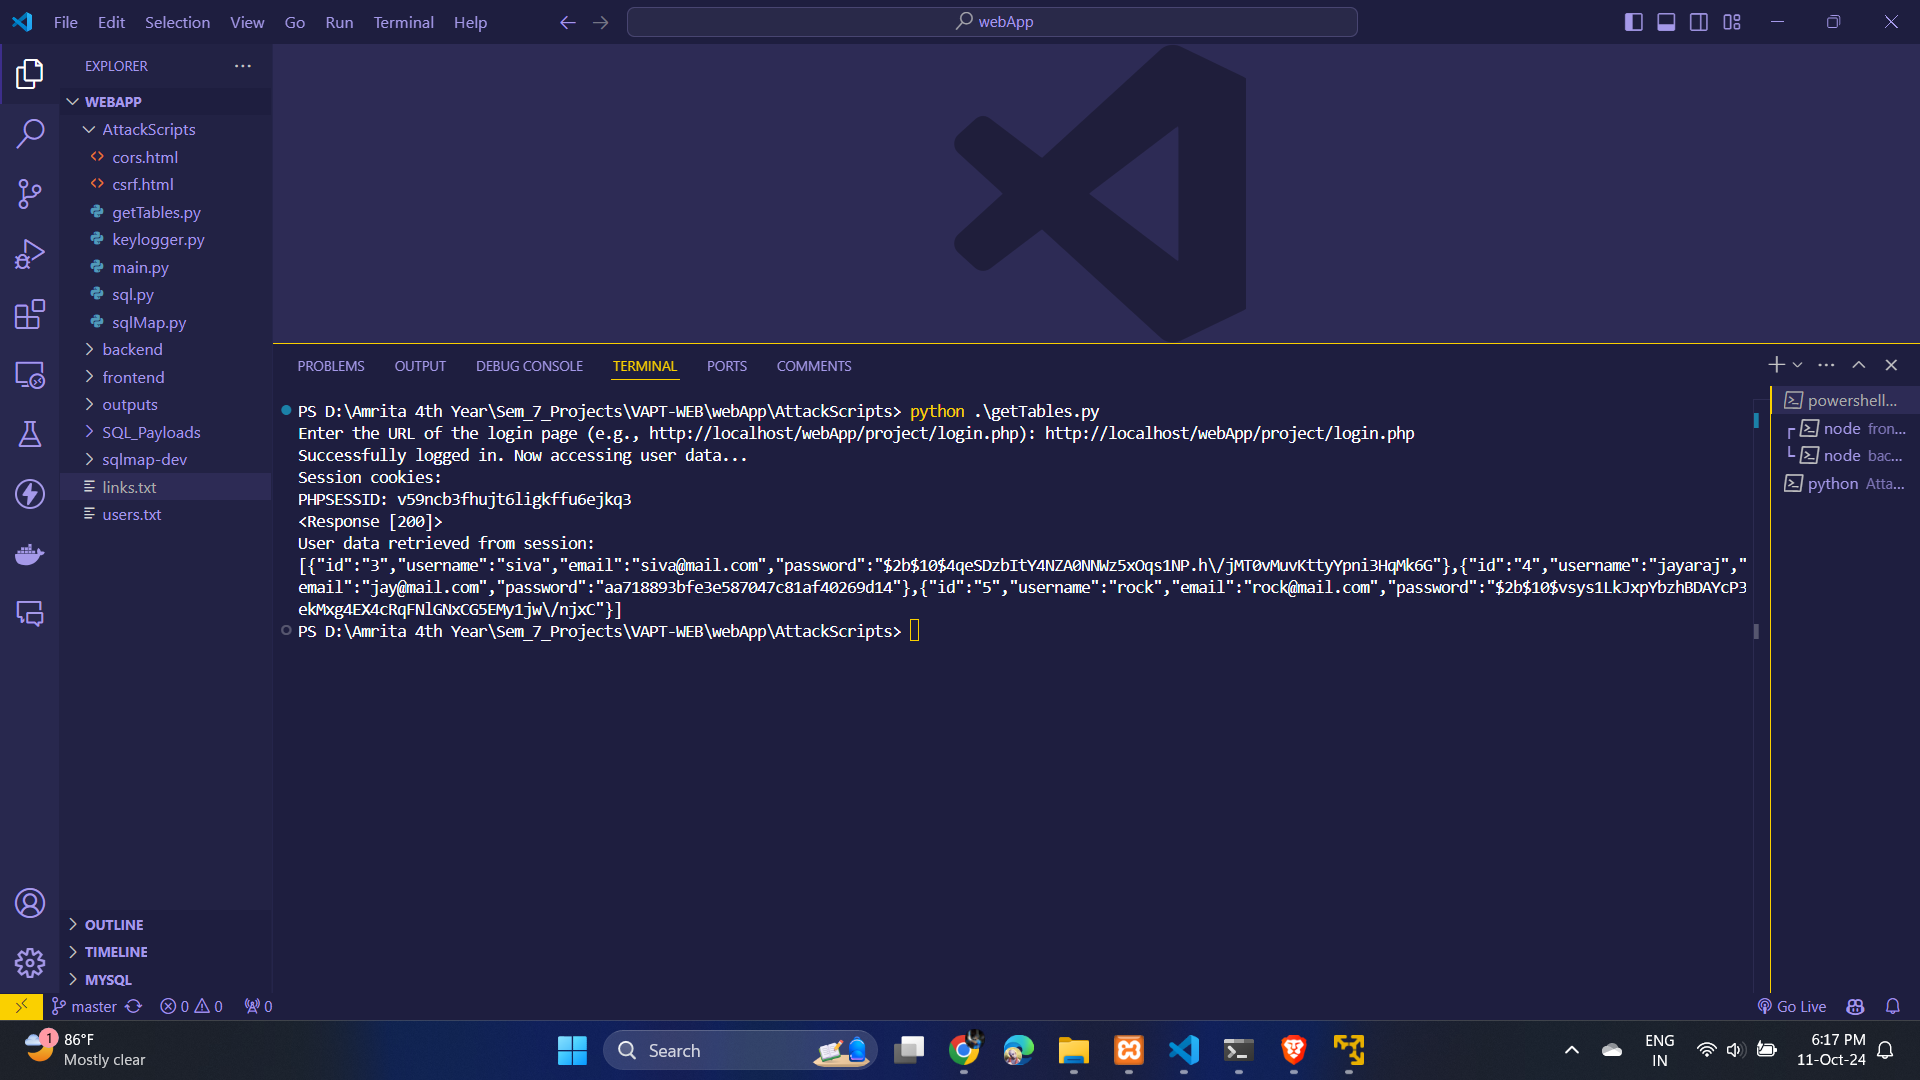 File Edit Selection View Go Run Terminal Help
webApp
EXPLORER
WEBAPP
AttackScripts
cors.html
csrf.html
getTables.py
keylogger.py
main.py
sql.py
sqlMap.py
backend
frontend
outputs
SQL_Payloads
sqlmap-dev
links.txt
users.txt
OUTLINE
TIMELINE
MYSQL
PROBLEMS OUTPUT DEBUG CONSOLE TERMINAL PORTS COMMENTS
PS D:\Amrita 4th Year\Sem_7_Projects\VAPT-WEB\webApp\AttackScripts> python .\getTables.py
Enter the URL of the login page (e.g., http://localhost/webApp/project/login.php): http://localhost/webApp/project/login.php
Successfully logged in. Now accessing user data...
Session cookies:
PHPSESSID: v59ncb3fhujt6ligkffu6ejkq3
<Response [200]>
User data retrieved from session:
[{"id":"3","username":"siva","email":"siva@mail.com","password":"$2b$10$4qeSDzbItY4NZA0NNWz5xOqs1NP.h\/jMT0vMuvKttyYpni3HqMk6G"},{"id":"4","username":"jayaraj","
email":"jay@mail.com","password":"aa718893bfe3e587047c81af40269d14"},{"id":"5","username":"rock","email":"rock@mail.com","password":"$2b$10$vsys1LkJxpYbzhBDAYcP3
ekMxg4EX4cRqFNlGNxCG5EMy1jw\/njxC"}]
PS D:\Amrita 4th Year\Sem_7_Projects\VAPT-WEB\webApp\AttackScripts>
powershell...
node fron...
node bac...
python Atta...
master 0 0 0
Go Live
1
86°F
Mostly clear
Search
ENG
IN
6:17 PM
11-Oct-24